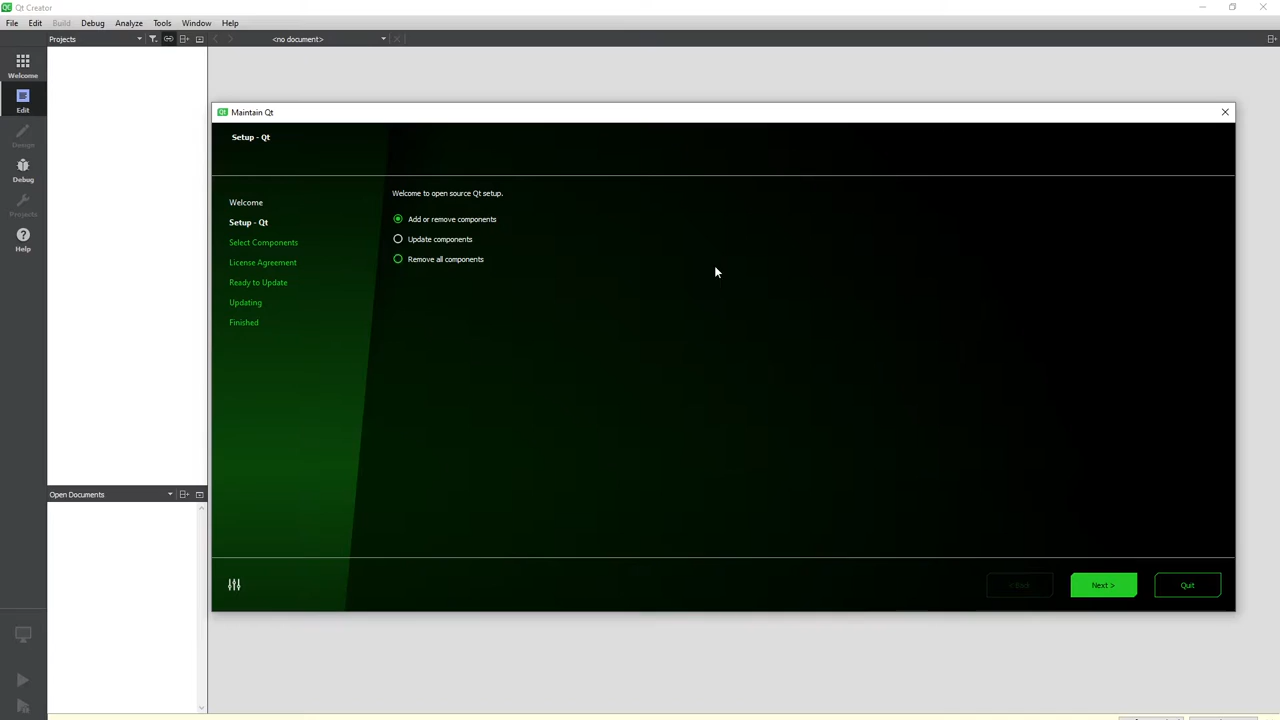 Qt Creator
File Edit Build Debug Analyze Tools Window Help
Projects <no document>
Welcome
Edit
Design
Debug
Projects
Help
Maintain Qt
Setup - Qt
Welcome
Setup - Qt
Select Components
License Agreement
Ready to Update
Updating
Finished
Welcome to open source Qt setup.
Add or remove components
Update components
Remove all components
Next >
Quit
Open Documents